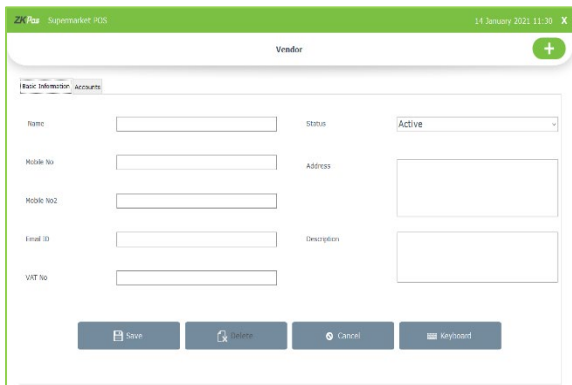 ZKPos Supermarket POS 14 January 2021 11:30 X
Vendor
+
Basic Information Accounts
Name Status Active
Mobile No Address
Mobile No2
Email ID Description
VAT No
Save Delete Cancel Keyboard